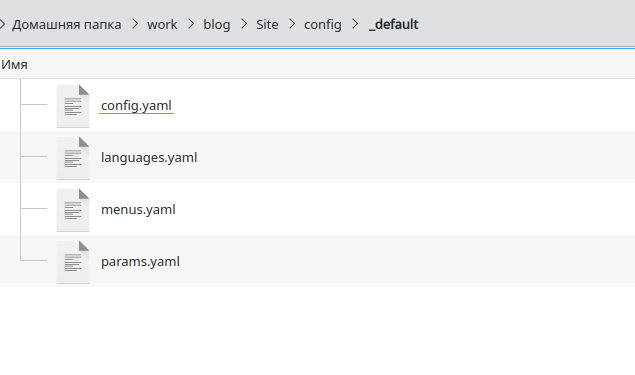 Домашняя папка > work > blog > Site > config > _default
Имя
config.yaml
languages.yaml
menus.yaml
params.yaml